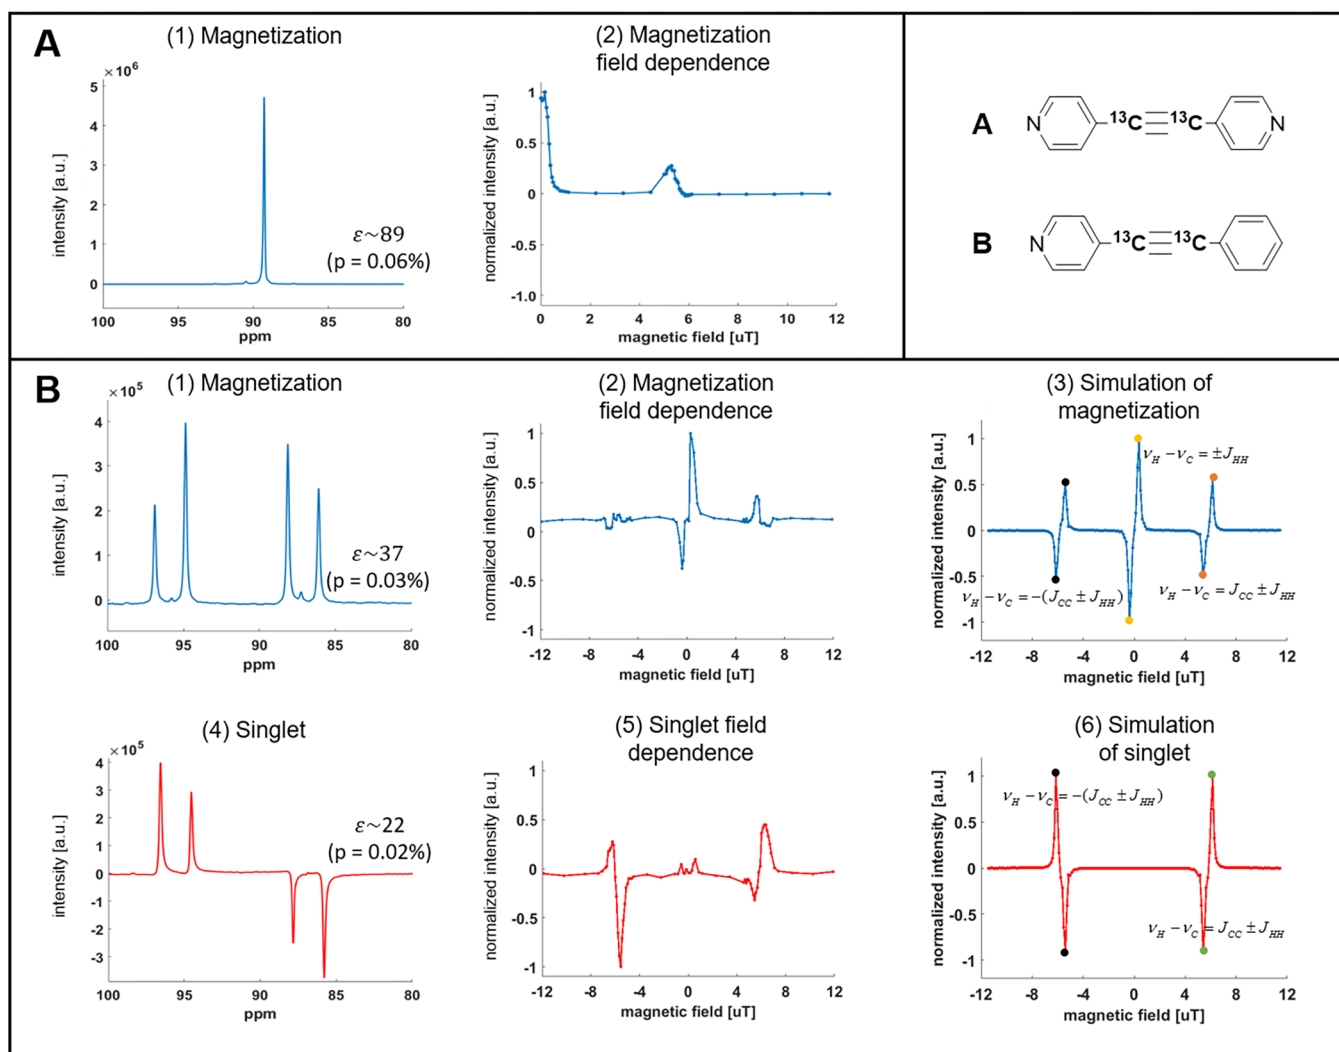 A
(1) Magnetization
×10⁶
5
4
3
2
1
0
intensity [a.u.]
ε~89
(p = 0.06%)
100 95 90 85 80
ppm
(2) Magnetization
field dependence
1
0.5
0
-0.5
-1.0
normalized intensity [a.u.]
0 2 4 6 8 10 12
magnetic field [uT]
A
N ¹³C ¹³C N
B
N ¹³C ¹³C
B
(1) Magnetization
×10⁵
4
3
2
1
0
intensity [a.u.]
ε~37
(p = 0.03%)
100 95 90 85 80
ppm
(2) Magnetization
field dependence
1
0.5
0
-0.5
-1
normalized intensity [a.u.]
-12 -8 -4 0 4 8 12
magnetic field [uT]
(3) Simulation of
magnetization
1
0.5
0
-0.5
-1
normalized intensity [a.u.]
ν_H − ν_C = ±J_HH
ν_H − ν_C = −(J_CC ± J_HH)
ν_H − ν_C = J_CC ± J_HH
-12 -8 -4 0 4 8 12
magnetic field [uT]
(4) Singlet
×10⁵
4
3
2
1
0
-1
-2
-3
intensity [a.u.]
ε~22
(p = 0.02%)
100 95 90 85 80
ppm
(5) Singlet field
dependence
1
0.5
0
-0.5
-1
normalized intensity [a.u.]
-12 -8 -4 0 4 8 12
magnetic field [uT]
(6) Simulation
of singlet
1
0.5
0
-0.5
-1
normalized intensity [a.u.]
ν_H − ν_C = −(J_CC ± J_HH)
ν_H − ν_C = J_CC ± J_HH
-12 -8 -4 0 4 8 12
magnetic field [uT]